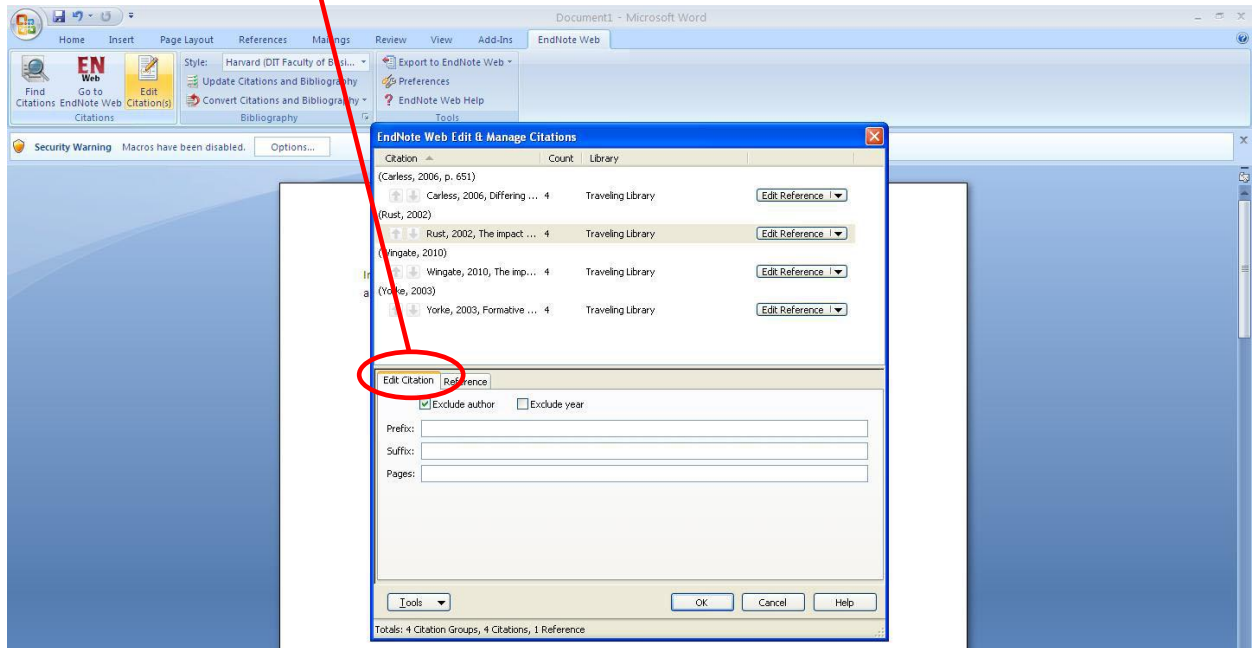 Document1 - Microsoft Word
Home Insert Page Layout References Mailings Review View Add-Ins EndNote Web
Find Citations
EN Web Go to EndNote Web
Edit Citation(s)
Citations
Style: Harvard (DIT Faculty of Busi...
Update Citations and Bibliography
Convert Citations and Bibliography
Bibliography
Export to EndNote Web
Preferences
? EndNote Web Help
Tools
Security Warning Macros have been disabled. Options...
EndNote Web Edit & Manage Citations
Citation Count Library
(Carless, 2006, p. 651)
Carless, 2006, Differing ... 4 Traveling Library Edit Reference
(Rust, 2002)
Rust, 2002, The impact ... 4 Traveling Library Edit Reference
(Wingate, 2010)
Wingate, 2010, The imp... 4 Traveling Library Edit Reference
(Yorke, 2003)
Yorke, 2003, Formative ... 4 Traveling Library Edit Reference
Edit Citation Reference
Exclude author Exclude year
Prefix:
Suffix:
Pages:
Tools OK Cancel Help
Totals: 4 Citation Groups, 4 Citations, 1 Reference